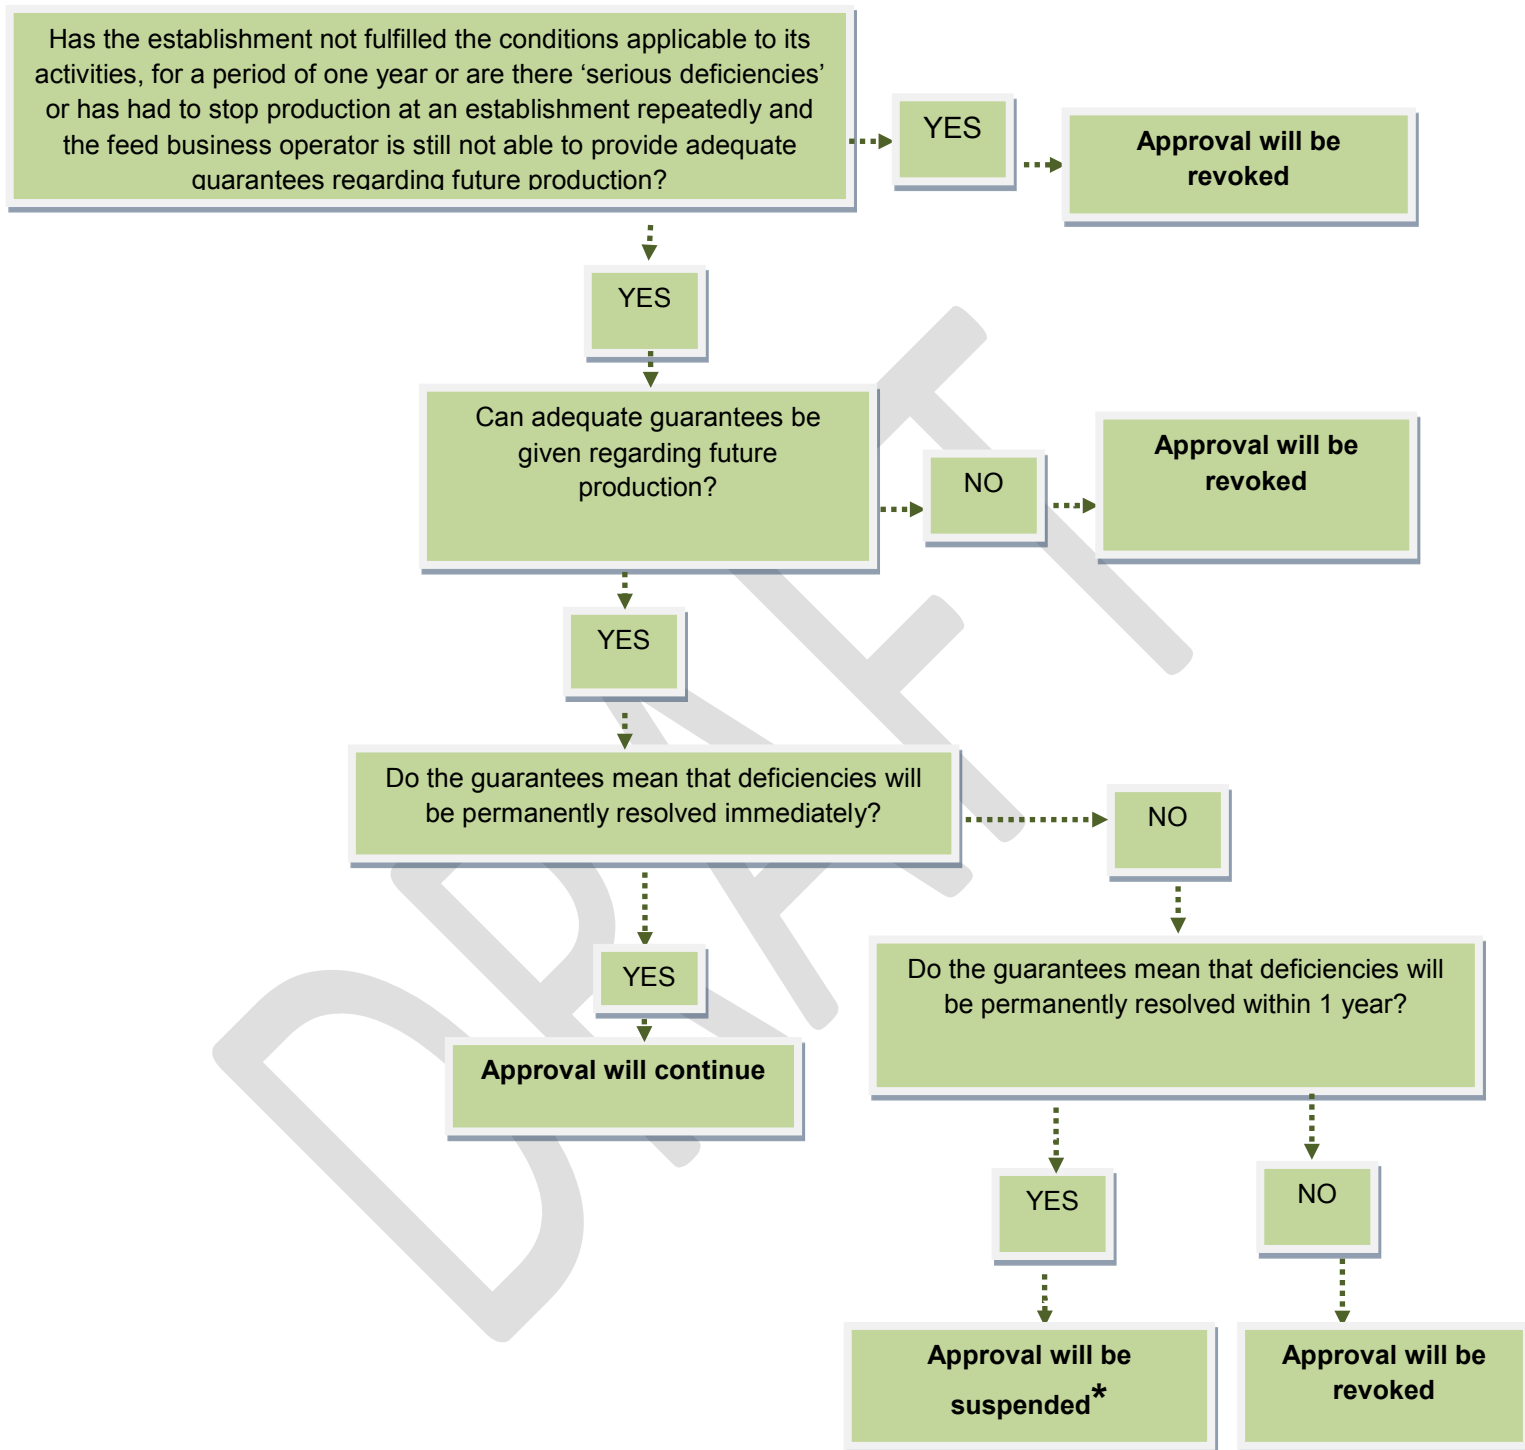 Has the establishment not fulfilled the conditions applicable to its
activities, for a period of one year or are there ‘serious deficiencies’
or has had to stop production at an establishment repeatedly and
the feed business operator is still not able to provide adequate
guarantees regarding future production?
YES
Approval will be
revoked
YES
Can adequate guarantees be
given regarding future
production?
NO
Approval will be
revoked
YES
Do the guarantees mean that deficiencies will
be permanently resolved immediately?
NO
YES
Approval will continue
Do the guarantees mean that deficiencies will
be permanently resolved within 1 year?
YES
NO
Approval will be
suspended*
Approval will be
revoked
DRAFT